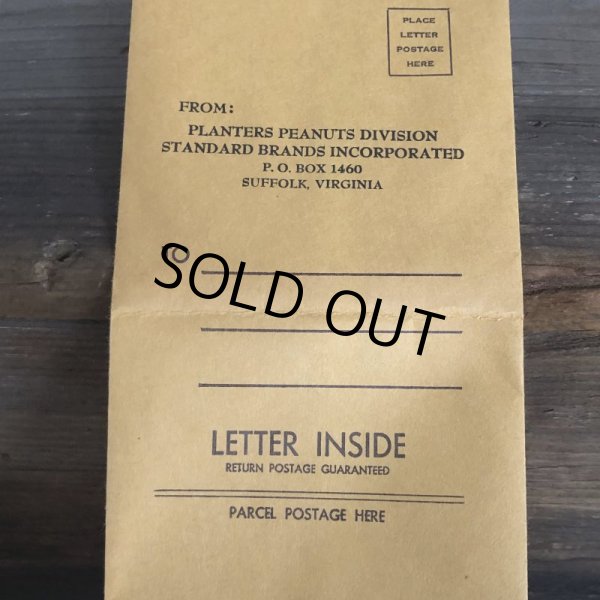 PLACE
LETTER
POSTAGE
HERE
FROM:
PLANTERS PEANUTS DIVISION
STANDARD BRANDS INCORPORATED
P. O. BOX 1460
SUFFOLK, VIRGINIA
TO
SOLD OUT
LETTER INSIDE
RETURN POSTAGE GUARANTEED
PARCEL POSTAGE HERE